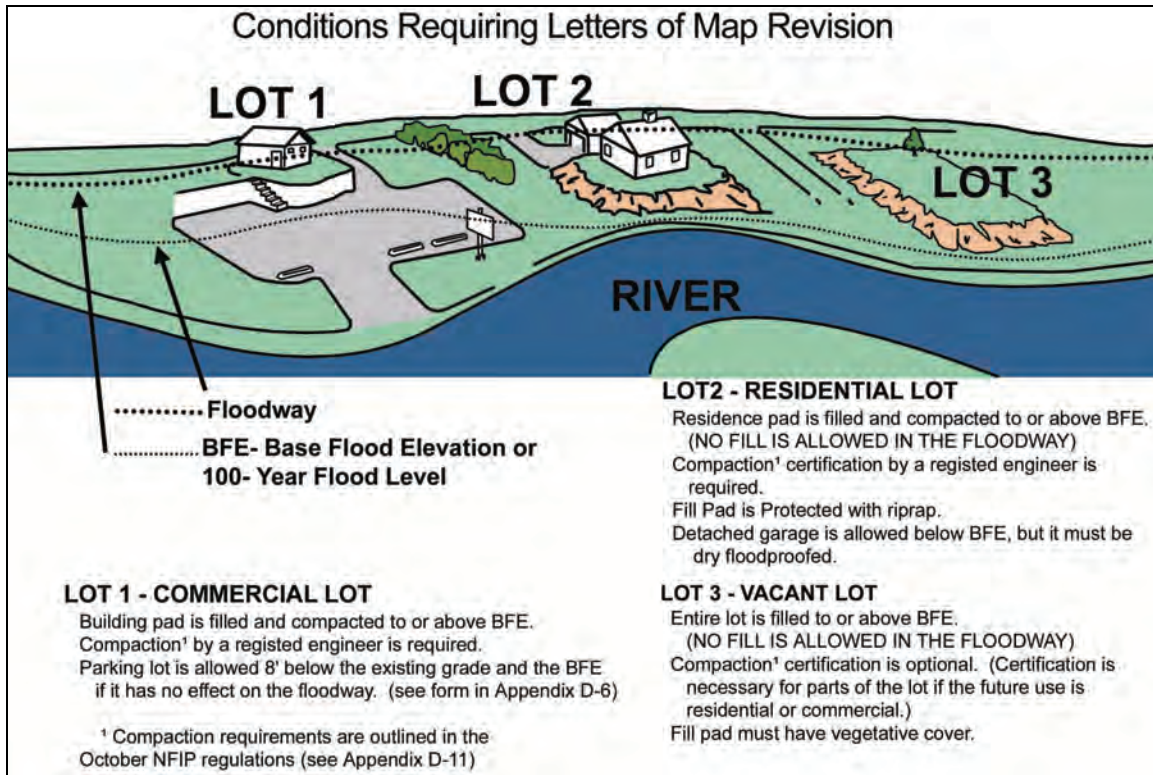 Conditions Requiring Letters of Map Revision
LOT 1
LOT 2
LOT 3
RIVER
Floodway
BFE- Base Flood Elevation or
100- Year Flood Level
LOT2 - RESIDENTIAL LOT
Residence pad is filled and compacted to or above BFE.
(NO FILL IS ALLOWED IN THE FLOODWAY)
Compaction¹ certification by a registed engineer is
required.
Fill Pad is Protected with riprap.
Detached garage is allowed below BFE, but it must be
dry floodproofed.
LOT 1 - COMMERCIAL LOT
Building pad is filled and compacted to or above BFE.
Compaction¹ by a registed engineer is required.
Parking lot is allowed 8' below the existing grade and the BFE
if it has no effect on the floodway. (see form in Appendix D-6)
¹ Compaction requirements are outlined in the
October NFIP regulations (see Appendix D-11)
LOT 3 - VACANT LOT
Entire lot is filled to or above BFE.
(NO FILL IS ALLOWED IN THE FLOODWAY)
Compaction¹ certification is optional. (Certification is
necessary for parts of the lot if the future use is
residential or commercial.)
Fill pad must have vegetative cover.